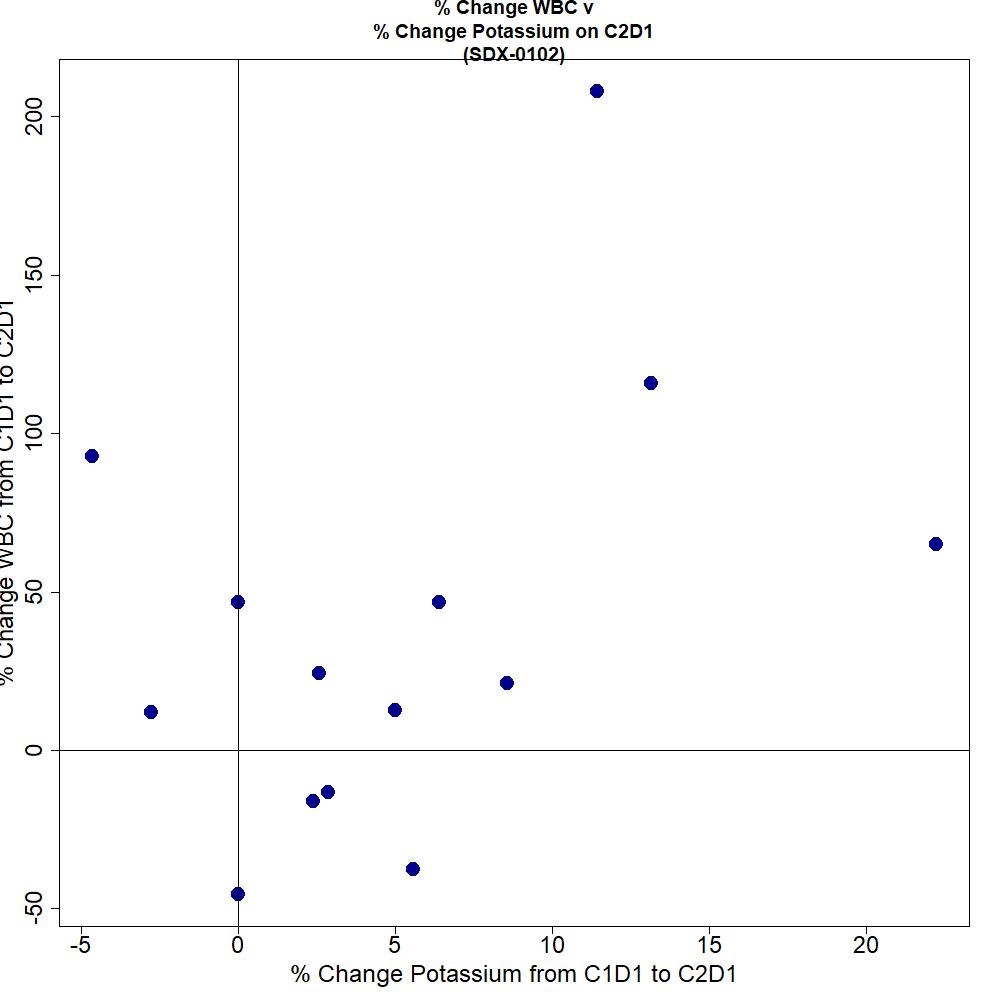 % Change WBC v
% Change Potassium on C2D1
(SDX-0102)
% Change WBC from C1D1 to C2D1
200
150
100
50
0
-50
-5 0 5 10 15 20
% Change Potassium from C1D1 to C2D1